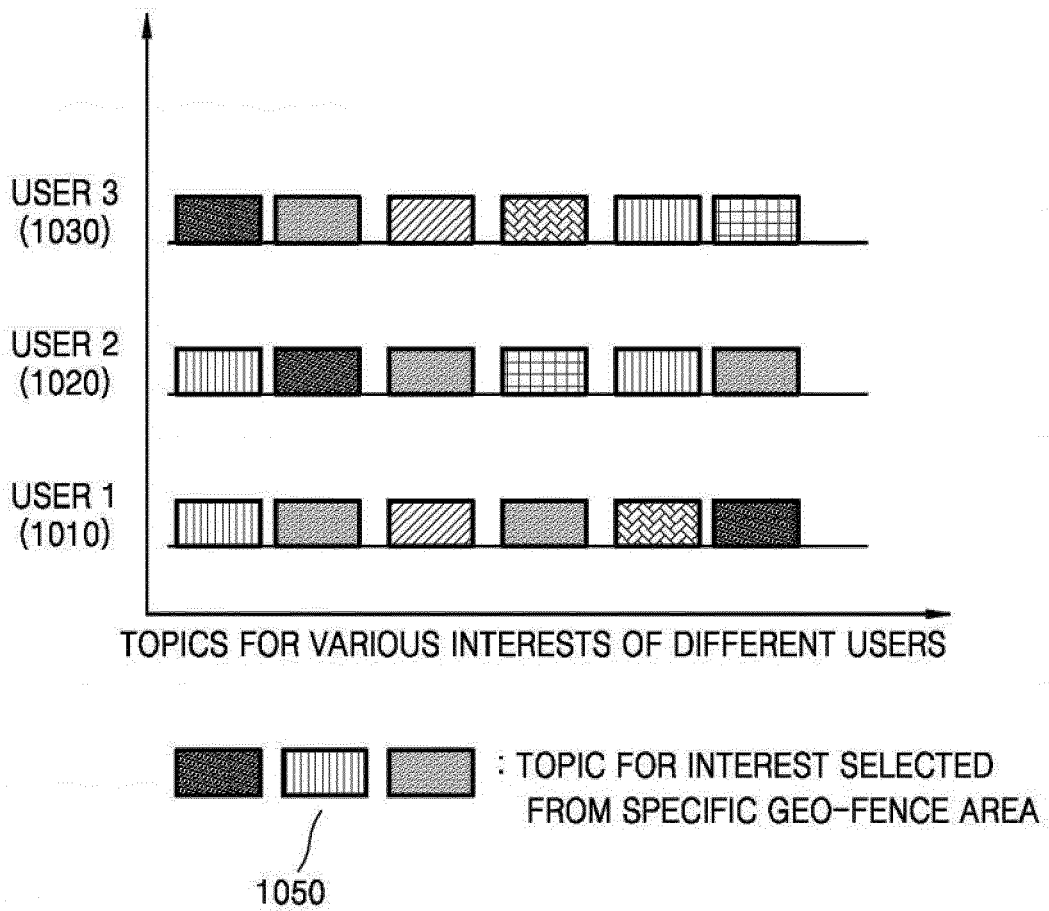 USER 3
(1030)
USER 2
(1020)
USER 1
(1010)
TOPICS FOR VARIOUS INTERESTS OF DIFFERENT USERS
: TOPIC FOR INTEREST SELECTED
FROM SPECIFIC GEO-FENCE AREA
1050